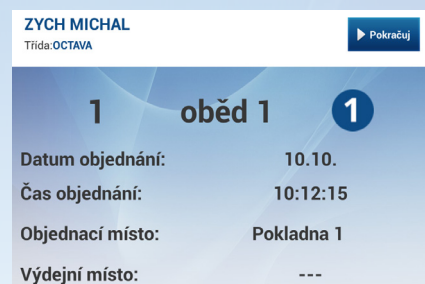 ZYCH MICHAL
Třída:OCTAVA
Pokračuj
1 oběd 1 1
Datum objednání: 10.10.
Čas objednání: 10:12:15
Objednací místo: Pokladna 1
Výdejní místo: ---